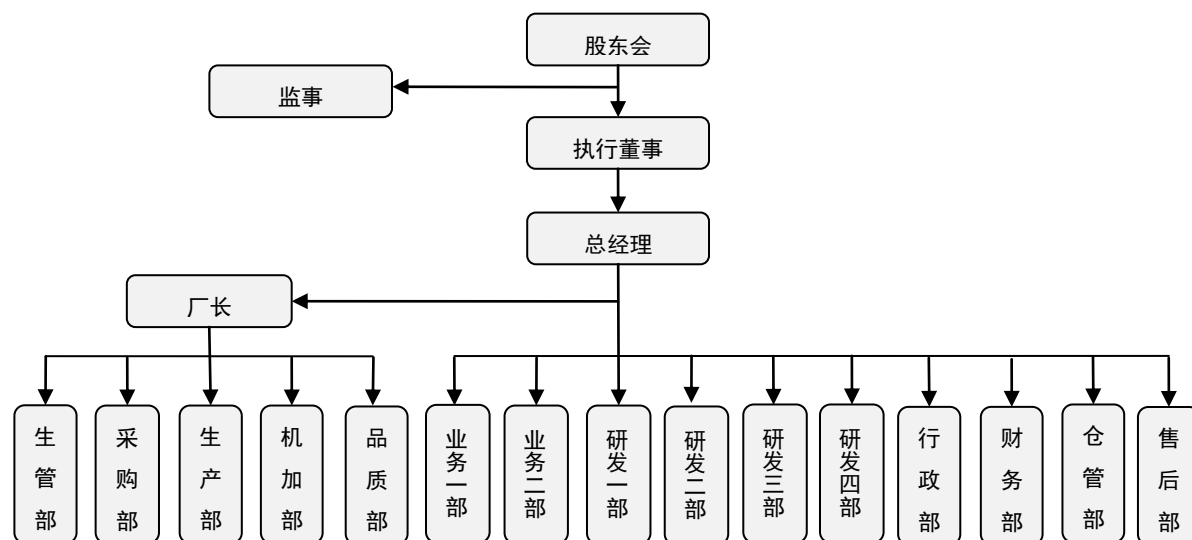 股东会
监事
执行董事
总经理
厂长
生管部
采购部
生产部
机加部
品质部
业务一部
业务二部
研发一部
研发二部
研发三部
研发四部
行政部
财务部
仓管部
售后部